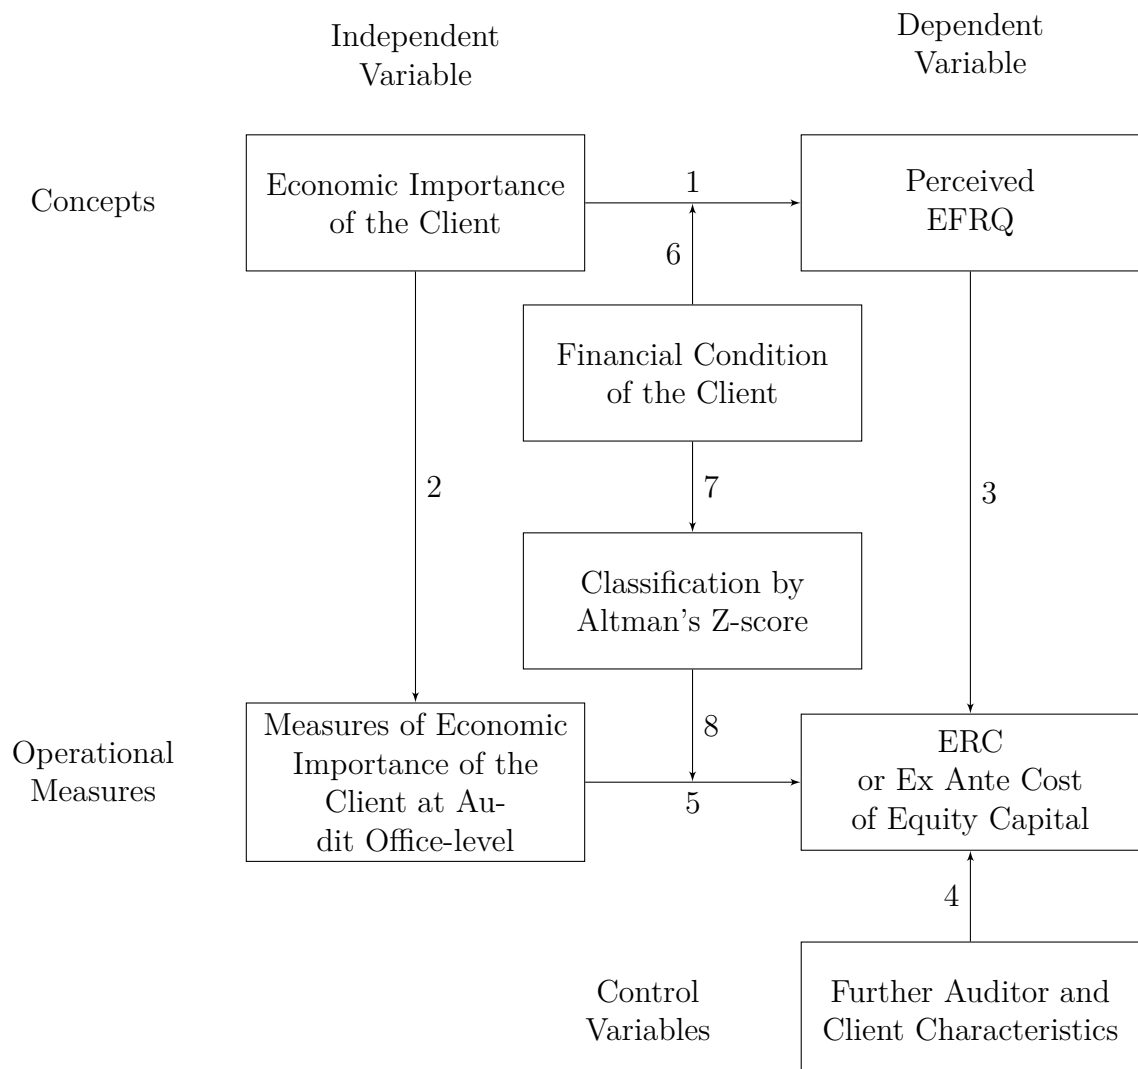 Independent
Variable
Dependent
Variable
Concepts
Economic Importance
of the Client
1
Perceived
EFRQ
6
Financial Condition
of the Client
2
7
3
Classification by
Altman's Z-score
Operational
Measures
Measures of Economic
Importance of the
Client at Au-
dit Office-level
8
5
ERC
or Ex Ante Cost
of Equity Capital
4
Control
Variables
Further Auditor and
Client Characteristics